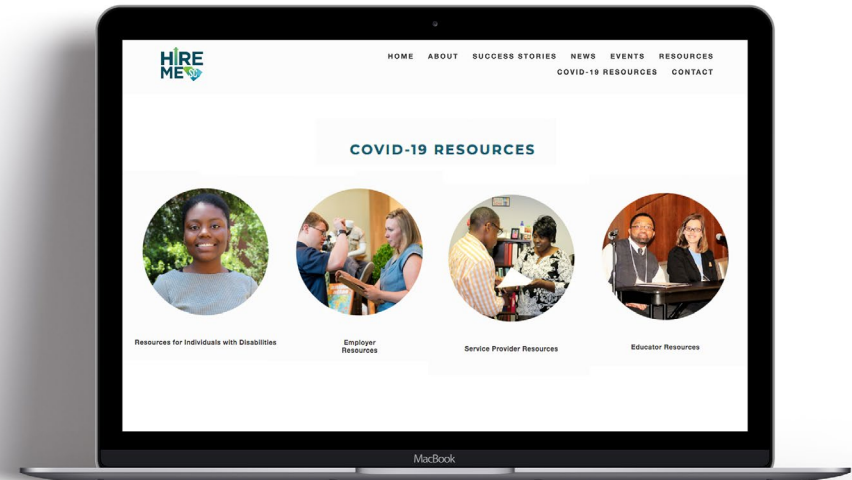 HIRE
ME SC
HOME ABOUT SUCCESS STORIES NEWS EVENTS RESOURCES
COVID-19 RESOURCES CONTACT
COVID-19 RESOURCES
Resources for Individuals with Disabilities
Employer
Resources
Service Provider Resources
Educator Resources
MacBook